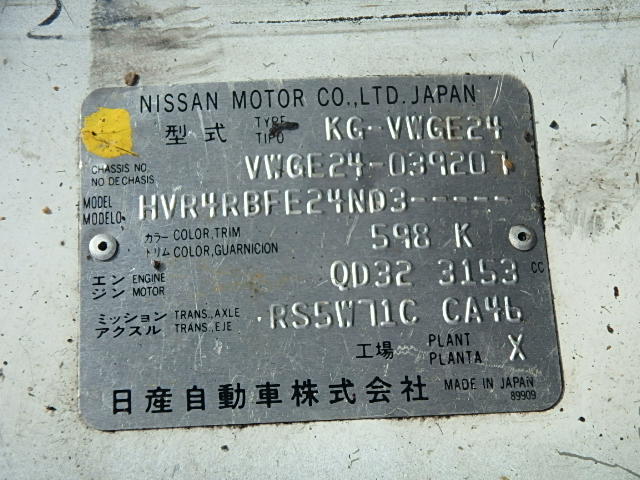 2
NISSAN MOTOR CO.,LTD. JAPAN
型式 TYPE TIPO KG-VWGE24
CHASSIS NO. NO DE CHASIS VWGE24-039207
MODEL MODELO HVR4RBFE24ND3-----
カラー COLOR,TRIM
トリム COLOR,GUARNICION 598 K
エンジン ENGINE MOTOR QD32 3153 CC
ミッション TRANS.,AXLE
アクスル TRANS.,EJE RS5W71C CA46
工場 PLANT PLANTA X
日産自動車株式会社 MADE IN JAPAN
89909